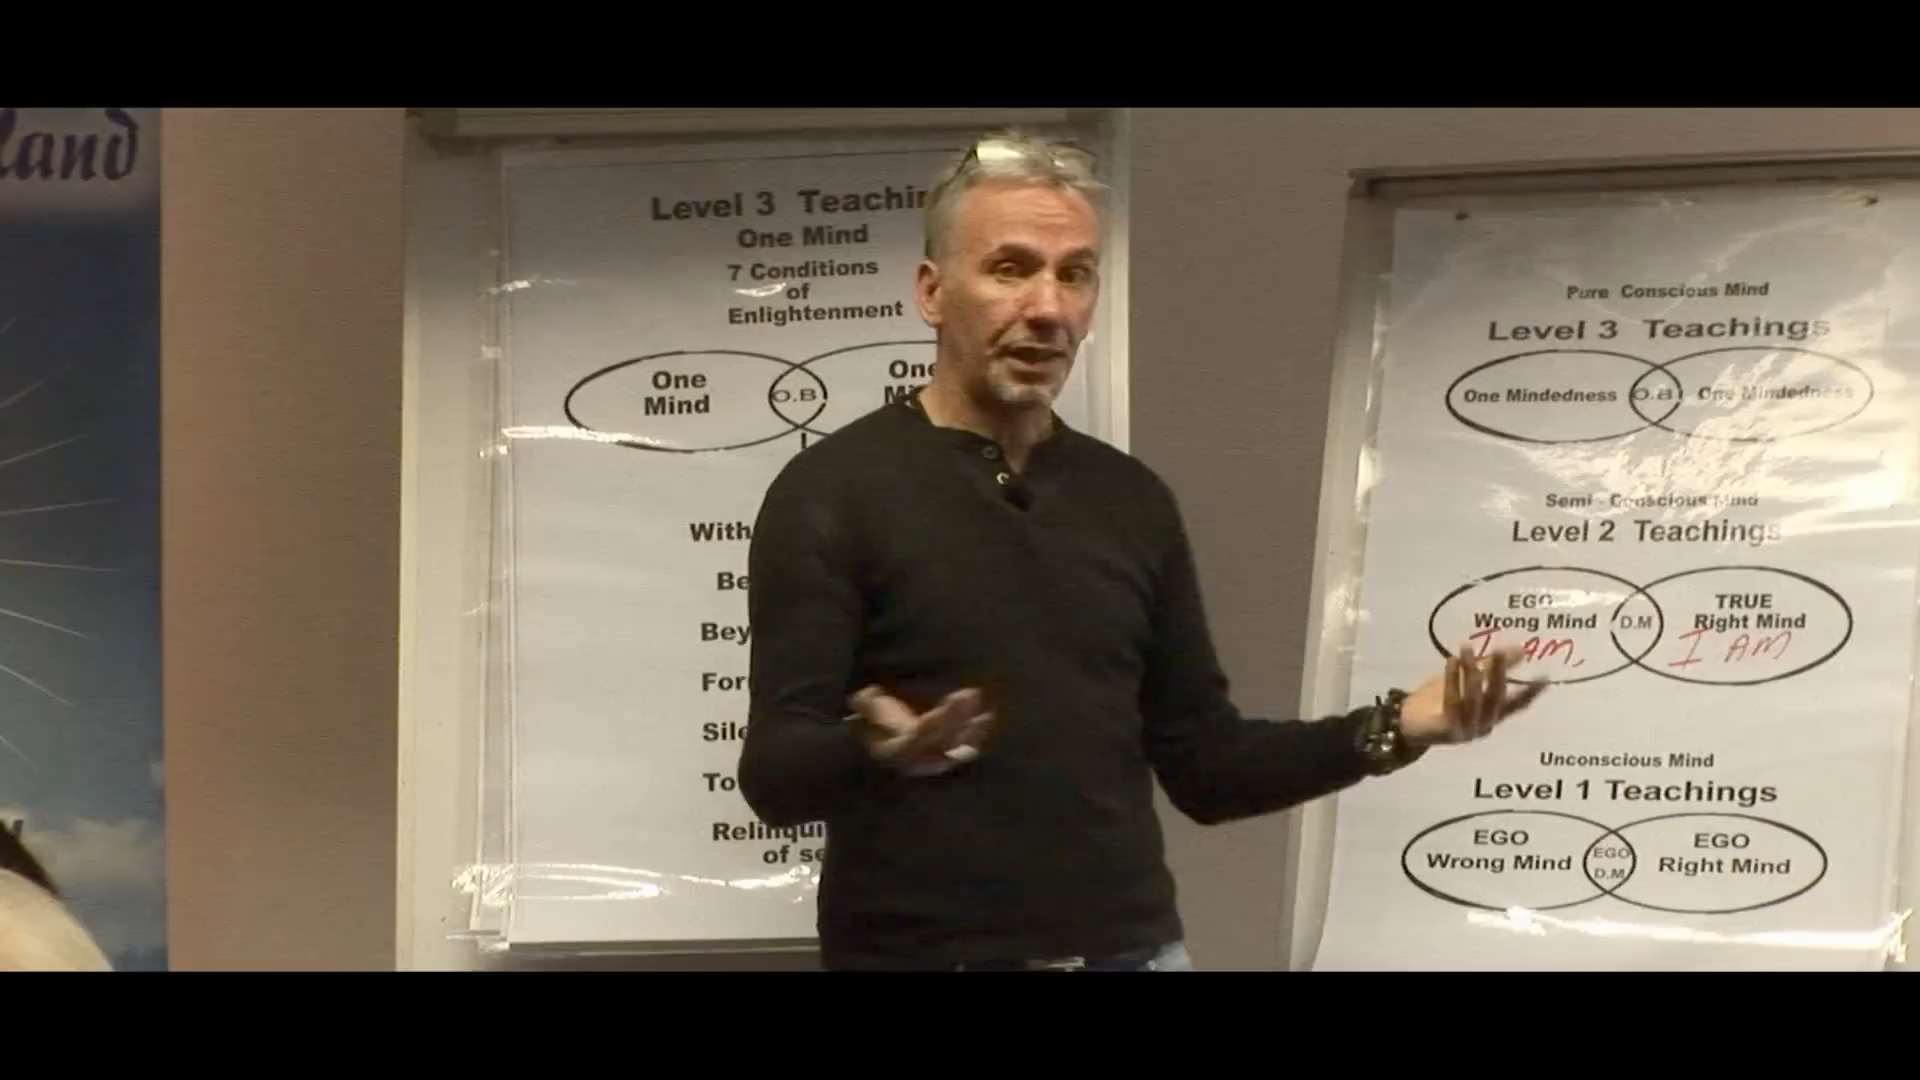 land
Level 3 Teachin
One Mind
7 Conditions
of
Enlightenment
One
Mind
O.B
One
With
Be
Bey
For
To
Relinqui
of se
Pure Conscious Mind
Level 3 Teachings
One Mindedness
O.B
One Mindedness
Semi - Conscious Mind
Level 2 Teachings
EGO
Wrong Mind
I AM,
D.M
TRUE
Right Mind
I AM
Unconscious Mind
Level 1 Teachings
EGO
Wrong Mind
EGO
D.M
EGO
Right Mind